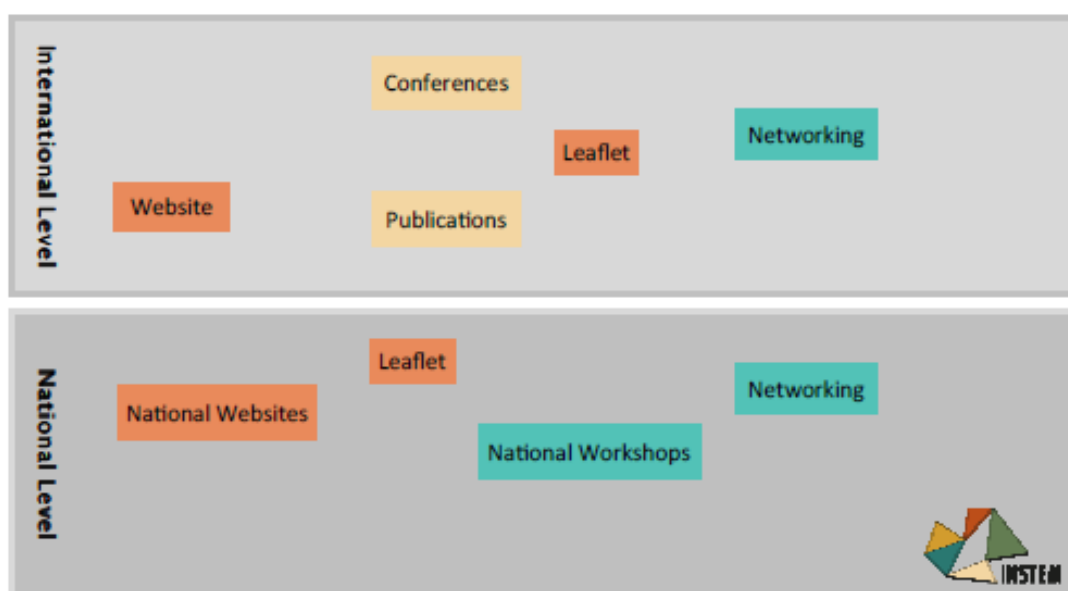 International Level
Conferences
Networking
Leaflet
Website
Publications
National Level
Leaflet
National Websites
Networking
National Workshops
INSTEM